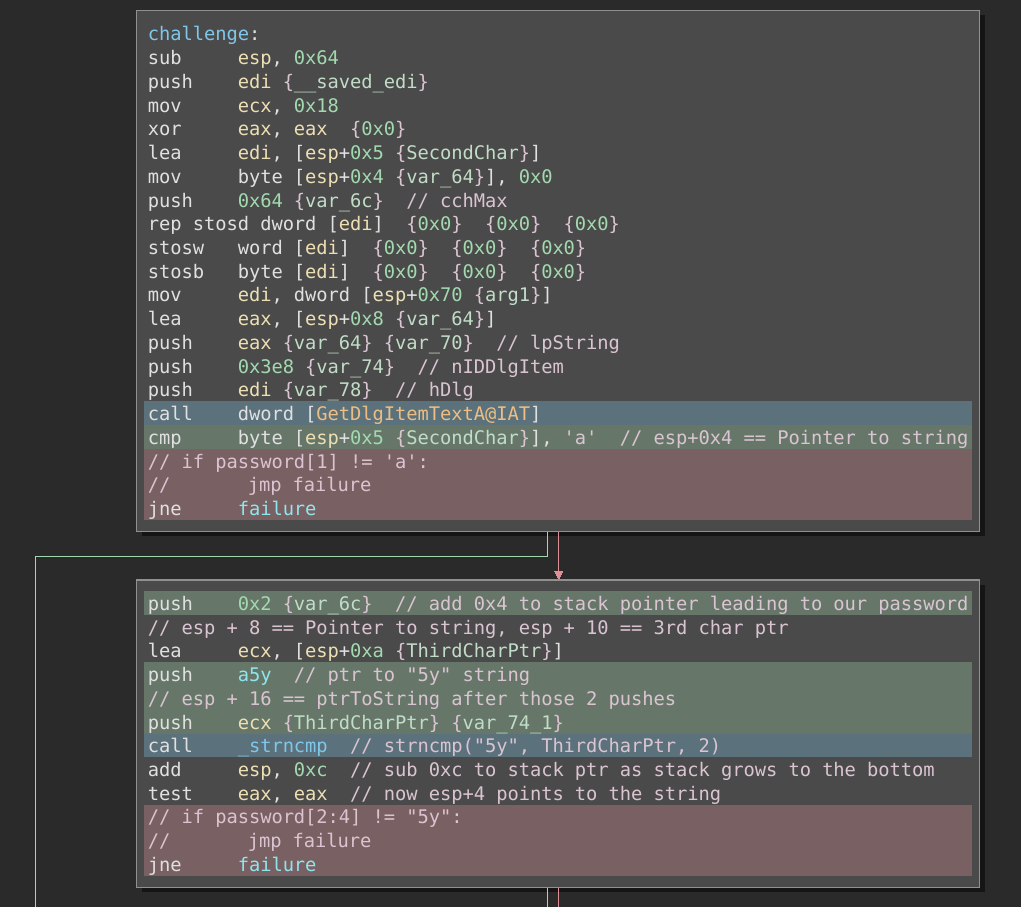 challenge:
sub esp, 0x64
push edi {__saved_edi}
mov ecx, 0x18
xor eax, eax {0x0}
lea edi, [esp+0x5 {SecondChar}]
mov byte [esp+0x4 {var_64}], 0x0
push 0x64 {var_6c} // cchMax
rep stosd dword [edi] {0x0} {0x0} {0x0}
stosw word [edi] {0x0} {0x0} {0x0}
stosb byte [edi] {0x0} {0x0} {0x0}
mov edi, dword [esp+0x70 {arg1}]
lea eax, [esp+0x8 {var_64}]
push eax {var_64} {var_70} // lpString
push 0x3e8 {var_74} // nIDDlgItem
push edi {var_78} // hDlg
call dword [GetDlgItemTextA@IAT]
cmp byte [esp+0x5 {SecondChar}], 'a' // esp+0x4 == Pointer to string
// if password[1] != 'a':
// jmp failure
jne failure
push 0x2 {var_6c} // add 0x4 to stack pointer leading to our password
// esp + 8 == Pointer to string, esp + 10 == 3rd char ptr
lea ecx, [esp+0xa {ThirdCharPtr}]
push a5y // ptr to "5y" string
// esp + 16 == ptrToString after those 2 pushes
push ecx {ThirdCharPtr} {var_74_1}
call _strncmp // strncmp("5y", ThirdCharPtr, 2)
add esp, 0xc // sub 0xc to stack ptr as stack grows to the bottom
test eax, eax // now esp+4 points to the string
// if password[2:4] != "5y":
// jmp failure
jne failure